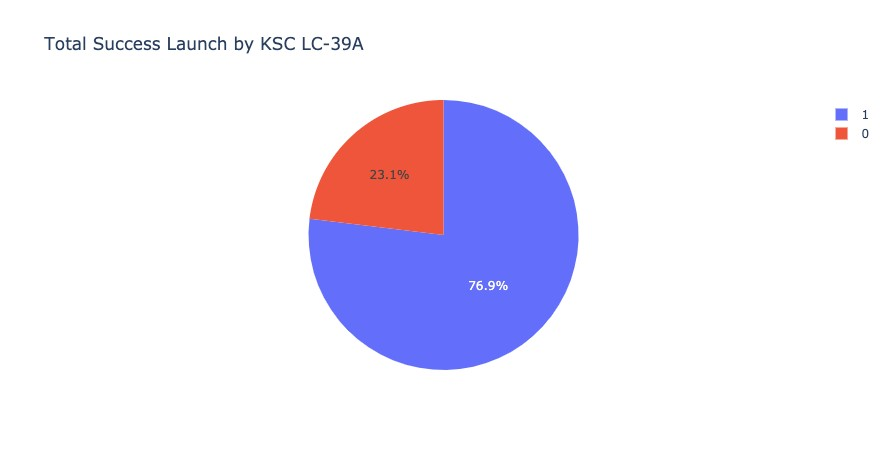 Total Success Launch by KSC LC-39A
1
0
23.1%
76.9%